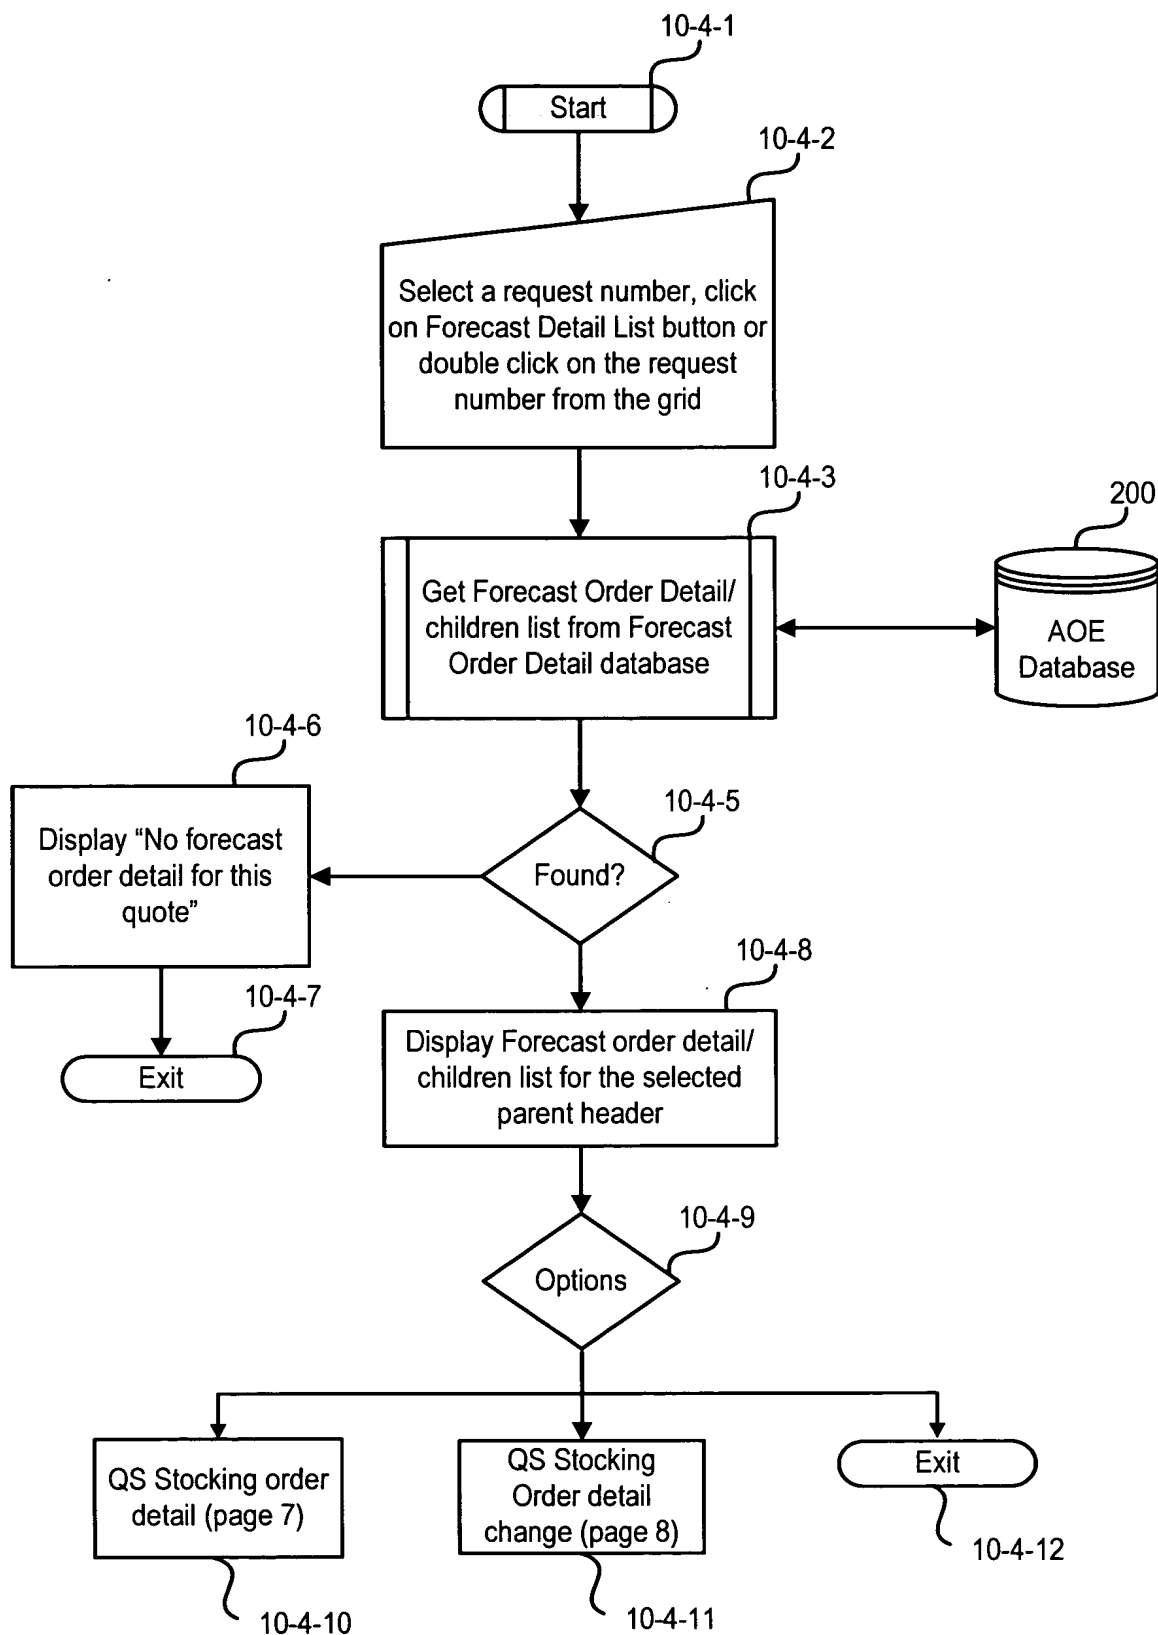 10-4-1
Start
10-4-2
Select a request number, click
on Forecast Detail List button or
double click on the request
number from the grid
10-4-3
200
Get Forecast Order Detail/
children list from Forecast
Order Detail database
AOE
Database
10-4-6
10-4-5
Display “No forecast
order detail for this
quote”
Found?
10-4-8
10-4-7
Exit
Display Forecast order detail/
children list for the selected
parent header
10-4-9
Options
QS Stocking order
detail (page 7)
QS Stocking
Order detail
change (page 8)
Exit
10-4-12
10-4-10
10-4-11